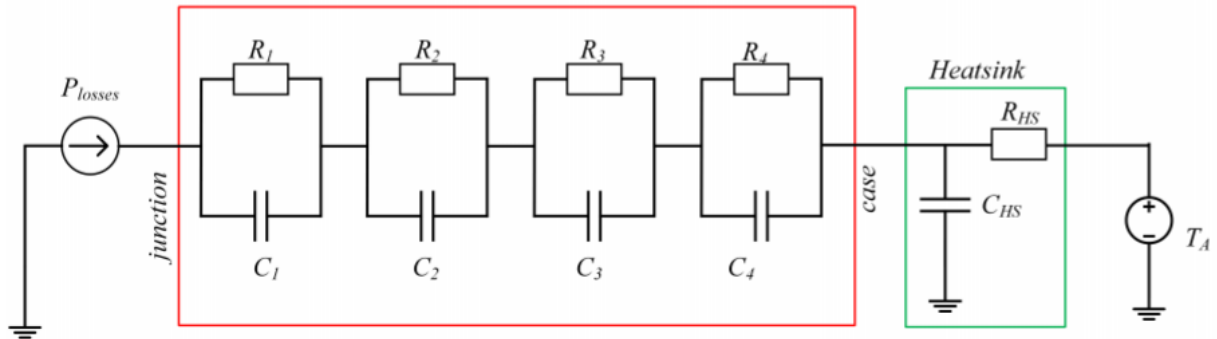 P_losses
junction
R_1
C_1
R_2
C_2
R_3
C_3
R_4
C_4
case
Heatsink
R_HS
C_HS
+
-
T_A